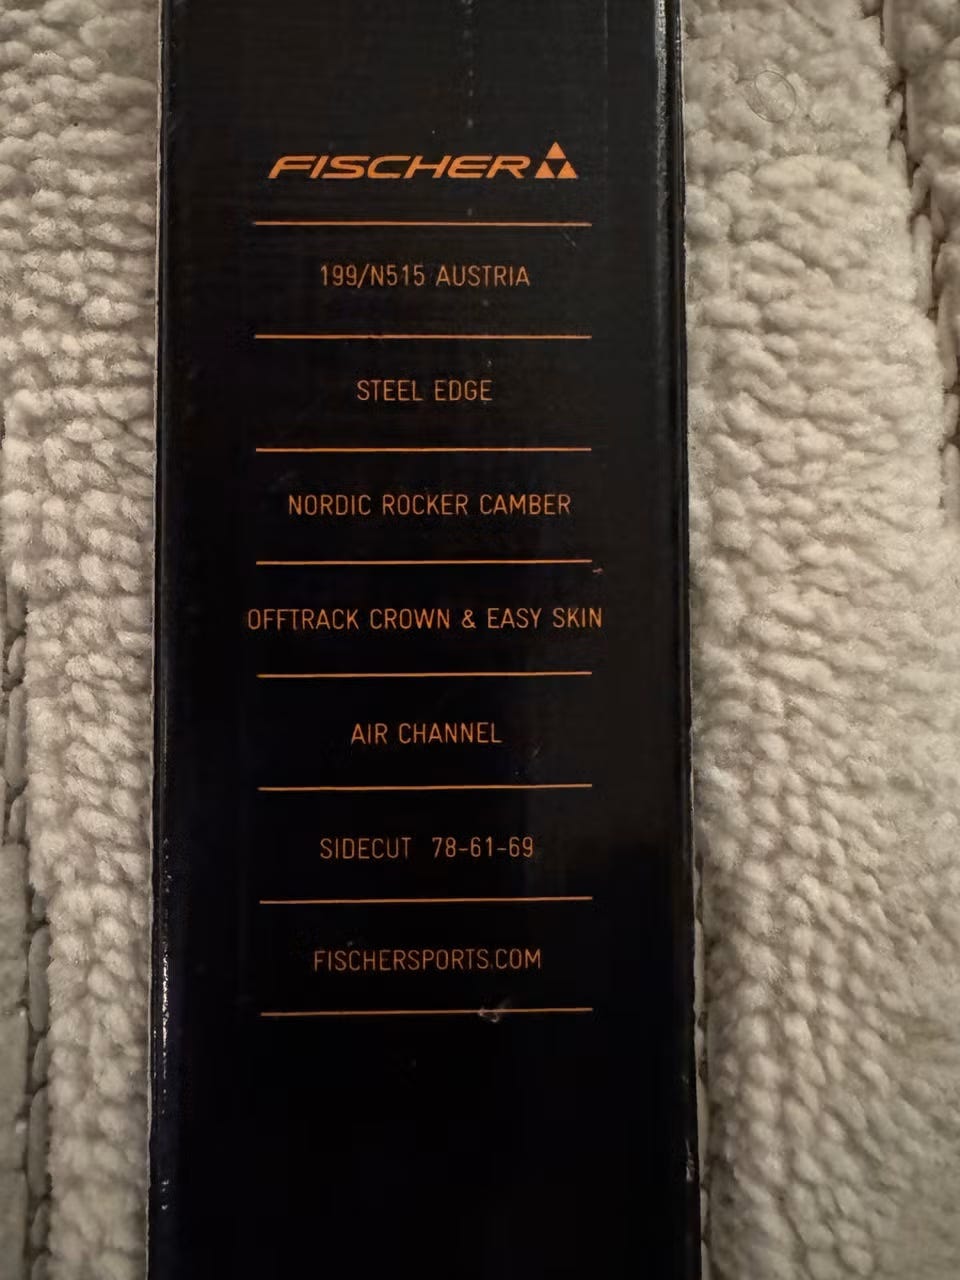 FISCHER
199/N515 AUSTRIA
STEEL EDGE
NORDIC ROCKER CAMBER
OFFTRACK CROWN & EASY SKIN
AIR CHANNEL
SIDECUT 78-61-69
FISCHERSPORTS.COM